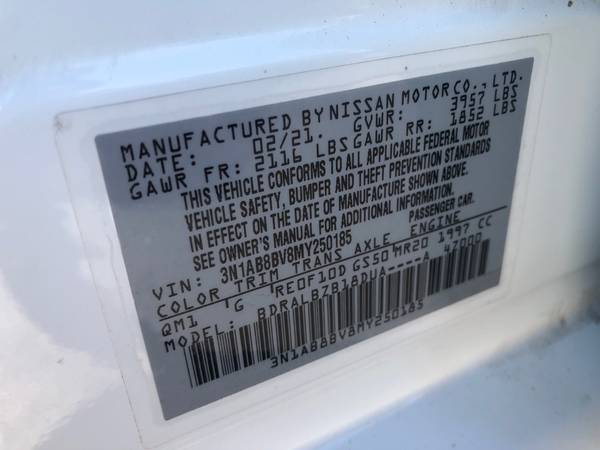 MANUFACTURED BY NISSAN MOTOR CO., LTD.
DATE: 02/21. GVWR: 3957 LBS
GAWR FR: 2116 LBS GAWR RR: 1852 LBS
THIS VEHICLE CONFORMS TO ALL APPLICABLE FEDERAL MOTOR
VEHICLE SAFETY, BUMPER AND THEFT PREVENTION STANDARDS
IN EFFECT ON THE DATE OF MANUFACTURE SHOWN ABOVE.
SEE OWNER'S MANUAL FOR ADDITIONAL INFORMATION.
VIN: 3N1AB8BV8MY250185 PASSENGER CAR.
COLOR TRIM TRANS AXLE ENGINE
QM1 'G RE0F10D GS50 MR20 1997 CC
MODEL: BDRALBZB18DUA----A 4Z000
3N1AB8BV8MY250185